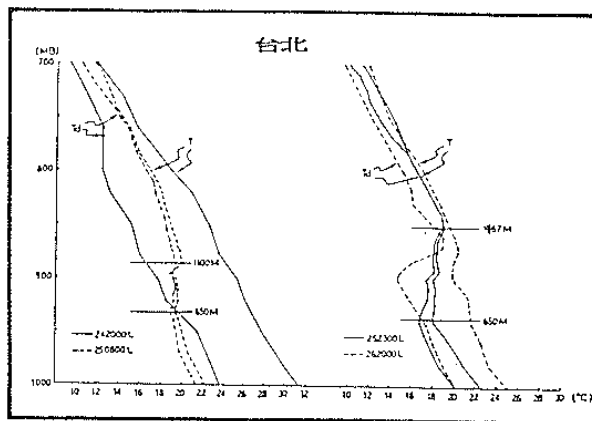 台北
(MB)
700
T
Td
T
Td
800
900
1100M
650M
650M
242000L
250800L
252300L
262000L
1000
10 12 14 16 18 20 22 24 26 28 30 32
10 12 14 16 18 20 22 24 26 28 30 (°C)